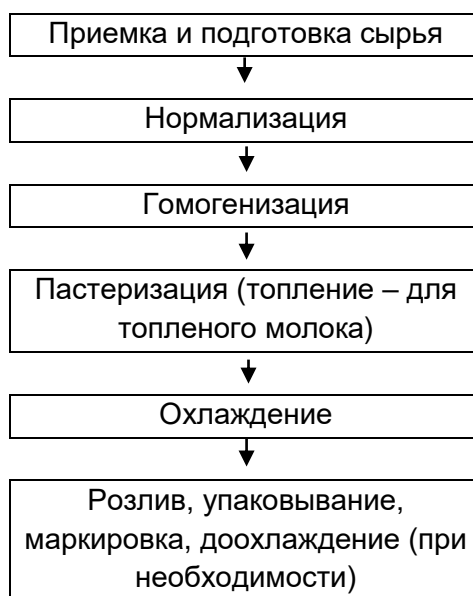 Приемка и подготовка сырья
Нормализация
Гомогенизация
Пастеризация (топление – для
топленого молока)
Охлаждение
Розлив, упаковывание,
маркировка, доохлаждение (при
необходимости)